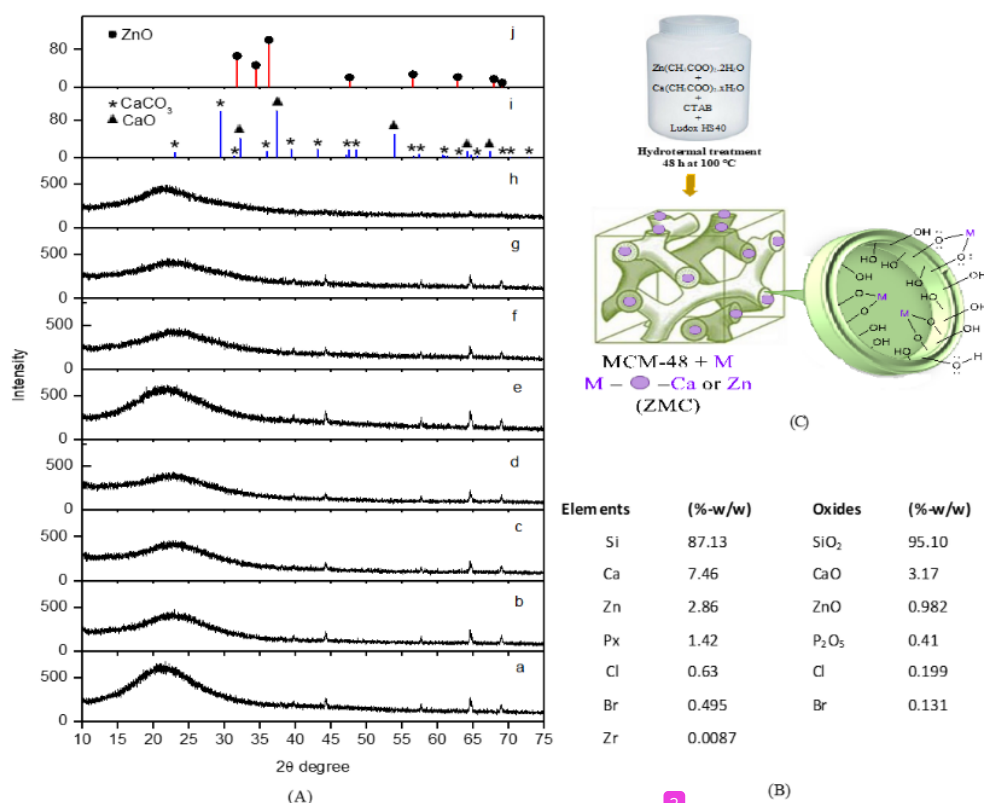 ● ZnO
j
80
0
* CaCO₃
▲ CaO
i
80
0
h
500
0
g
500
0
f
500
0
e
500
0
d
500
0
c
500
0
b
500
0
a
500
0
Intensity
10 15 20 25 30 35 40 45 50 55 60 65 70 75
2θ degree
(A)
Zn(CH₃COO)₂.2H₂O
+
Ca(CH₃COO)₂.xH₂O
+
CTAB
+
Ludox HS40
Hydrotermal treatment
48 h at 100 °C
MCM-48 + M
M – –Ca or Zn
(ZMC)
OH
O
M
HO
HO
O
OH
OH
HO
OH
O
M
HO
O
M
O
OH
OH
OH
O
OH
HO
O
H
(C)
Elements (%-w/w) Oxides (%-w/w)
Si 87.13 SiO₂ 95.10
Ca 7.46 CaO 3.17
Zn 2.86 ZnO 0.982
Px 1.42 P₂O₅ 0.41
Cl 0.63 Cl 0.199
Br 0.495 Br 0.131
Zr 0.0087
(B)